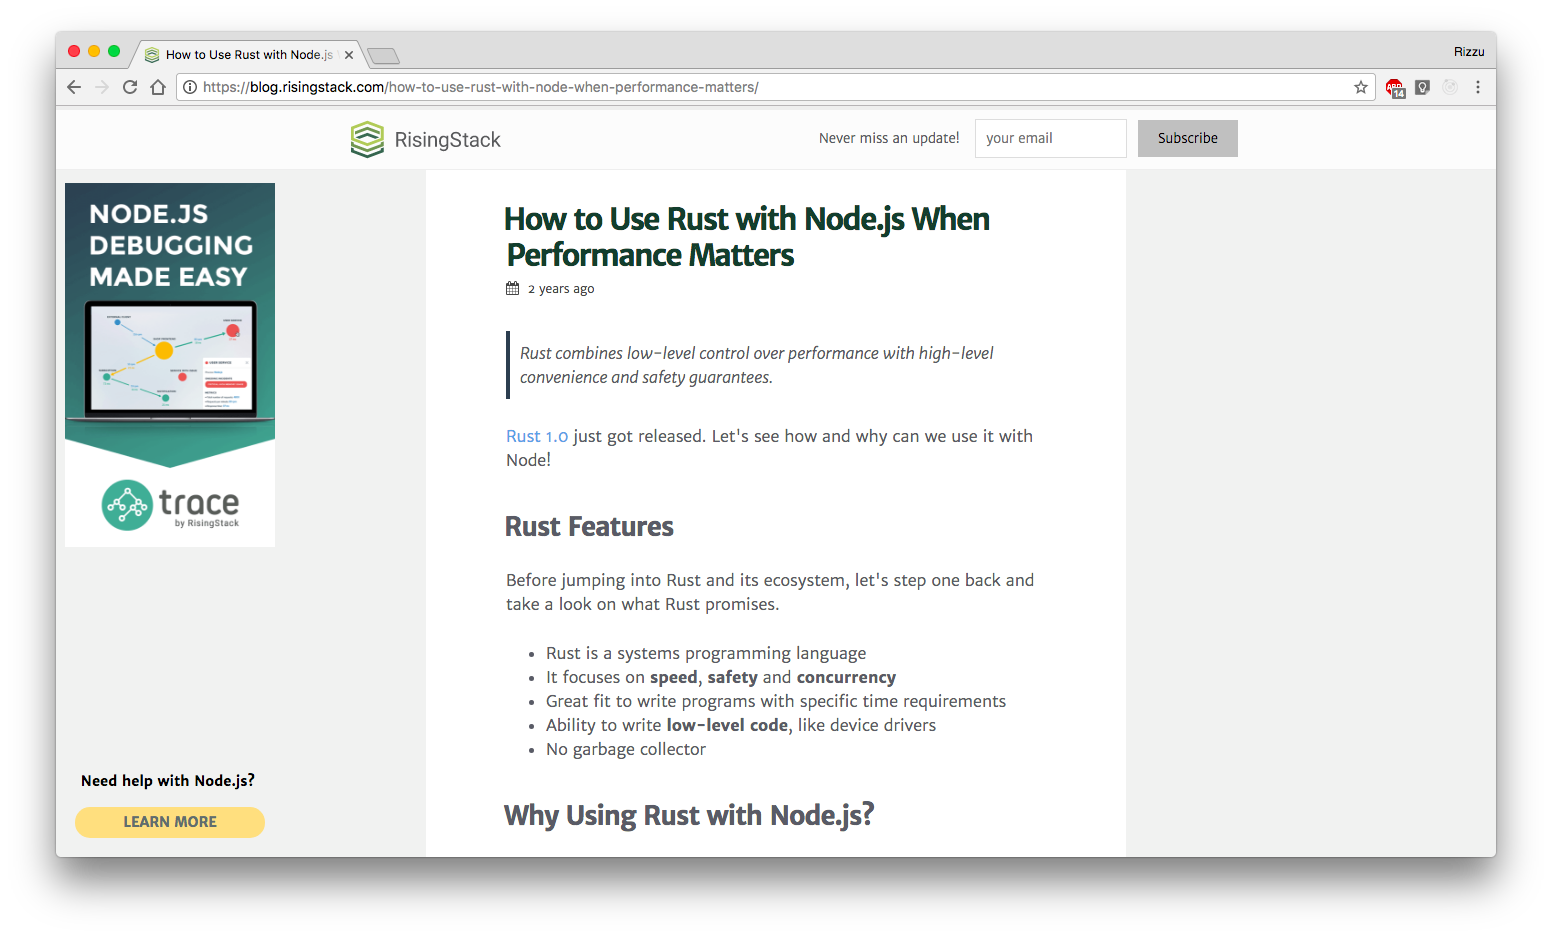 How to Use Rust with Node.js
Rizzu
https://blog.risingstack.com/how-to-use-rust-with-node-when-performance-matters/
14
RisingStack
Never miss an update!
your email
Subscribe
NODE.JS
DEBUGGING
MADE EASY
trace
by RisingStack
Need help with Node.js?
LEARN MORE
How to Use Rust with Node.js When
Performance Matters
2 years ago
Rust combines low-level control over performance with high-level
convenience and safety guarantees.
Rust 1.0 just got released. Let's see how and why can we use it with
Node!
Rust Features
Before jumping into Rust and its ecosystem, let's step one back and
take a look on what Rust promises.
• Rust is a systems programming language
• It focuses on speed, safety and concurrency
• Great fit to write programs with specific time requirements
• Ability to write low-level code, like device drivers
• No garbage collector
Why Using Rust with Node.js?